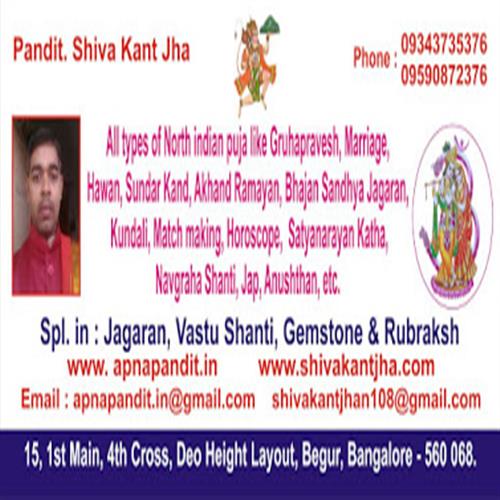 Pandit. Shiva Kant Jha
Phone : 09343735376
09590872376
All types of North indian puja like Gruhapravesh, Marriage,
Hawan, Sundar Kand, Akhand Ramayan, Bhajan Sandhya Jagaran,
Kundali, Match making, Horoscope, Satyanarayan Katha,
Navgraha Shanti, Jap, Anushthan, etc.
Spl. in : Jagaran, Vastu Shanti, Gemstone & Rubraksh
www. apnapandit.in www.shivakantjha.com
Email : apnapandit.in@gmail.com shivakantjhan108@gmail.com
15, 1st Main, 4th Cross, Deo Height Layout, Begur, Bangalore - 560 068.